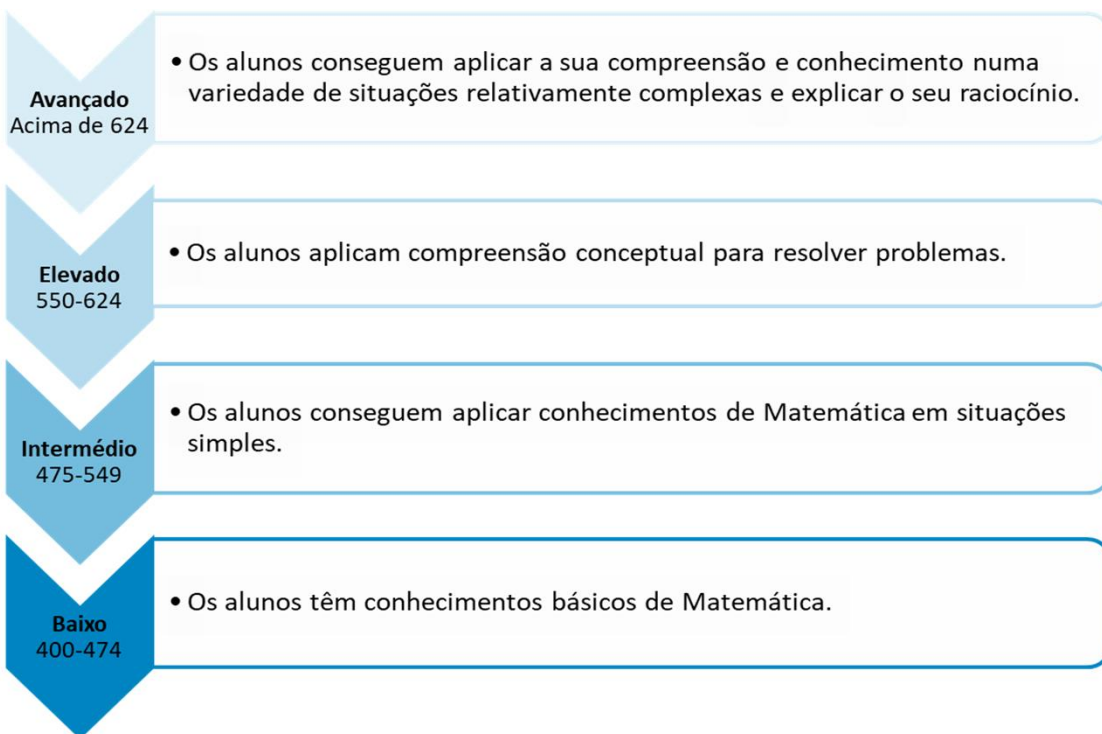 Avançado
Acima de 624
• Os alunos conseguem aplicar a sua compreensão e conhecimento numa
variedade de situações relativamente complexas e explicar o seu raciocínio.
Elevado
550-624
• Os alunos aplicam compreensão conceptual para resolver problemas.
Intermédio
475-549
• Os alunos conseguem aplicar conhecimentos de Matemática em situações
simples.
Baixo
400-474
• Os alunos têm conhecimentos básicos de Matemática.